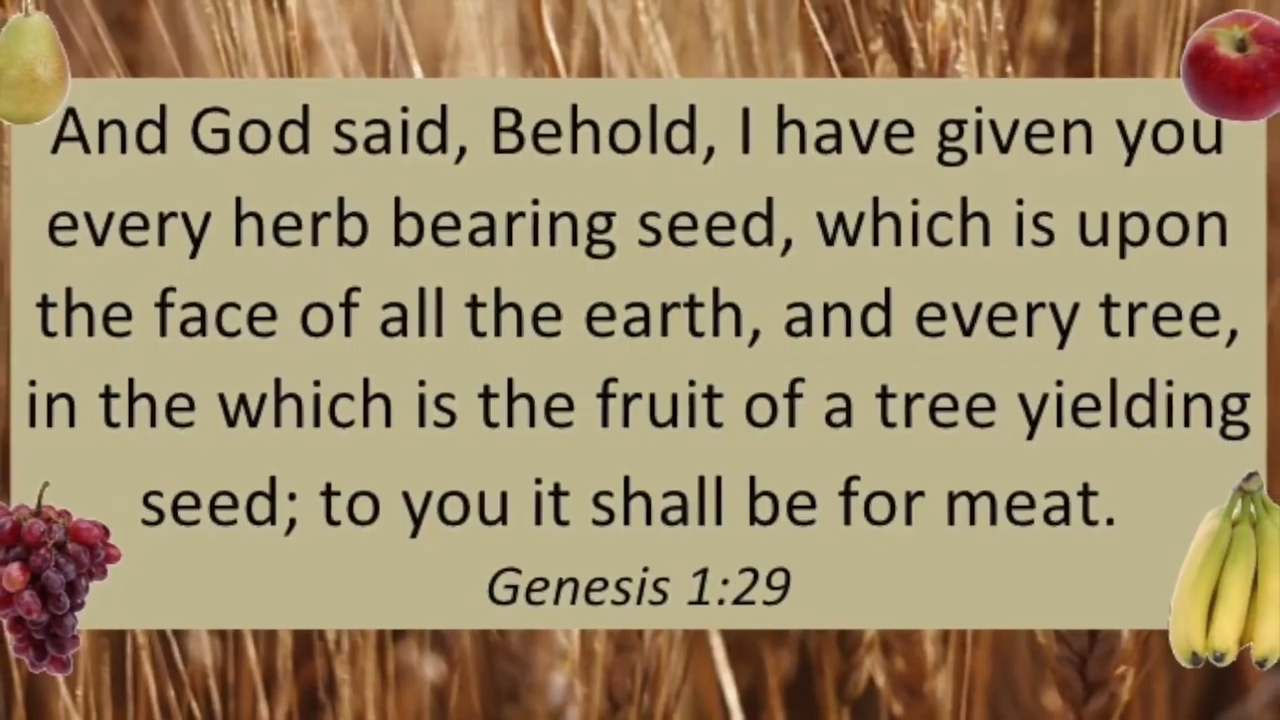 And God said, Behold, I have given you
every herb bearing seed, which is upon
the face of all the earth, and every tree,
in the which is the fruit of a tree yielding
seed; to you it shall be for meat.
Genesis 1:29